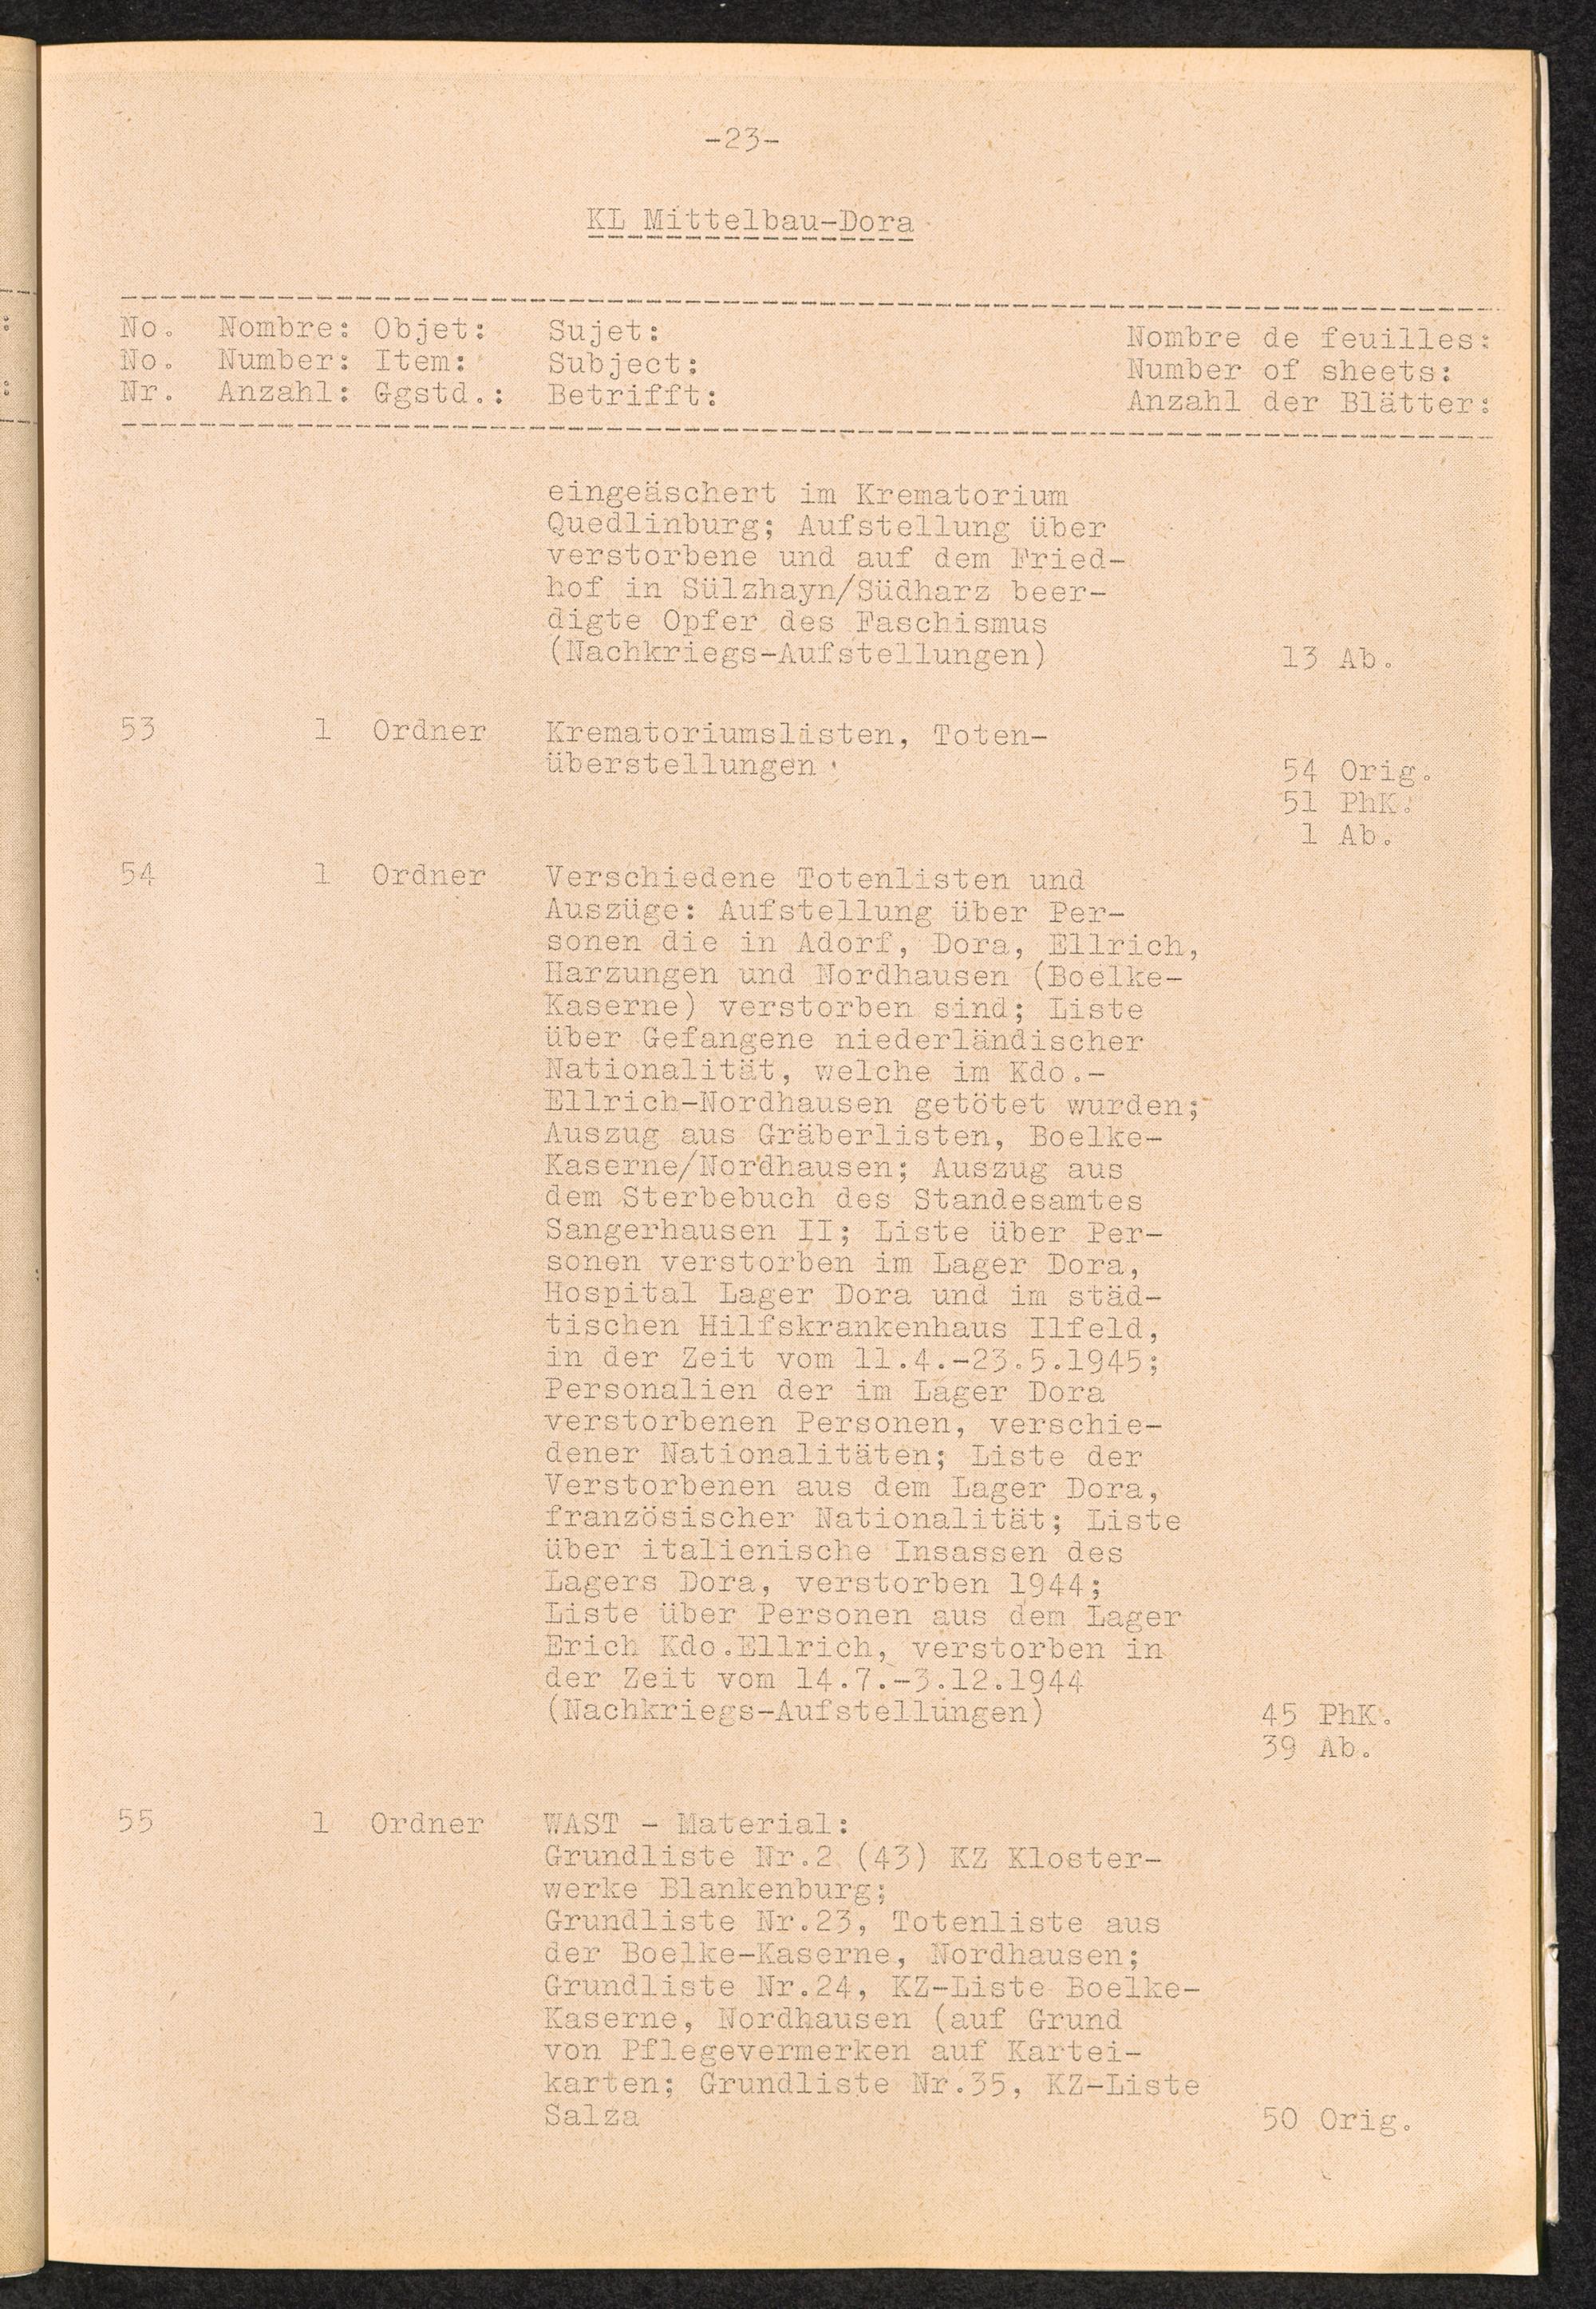 -23-
KL Mittelbau-Dora
No. Nombre: Objet: Sujet: Nombre de feuilles:
No. Number: Item: Subject: Number of sheets:
Nr. Anzahl: Ggstd.: Betrifft: Anzahl der Blätter:
eingeäschert im Krematorium
Quedlinburg; Aufstellung über
verstorbene und auf dem Fried-
hof in Sülzhayn/Südharz beer-
digte Opfer des Faschismus
(Nachkriegs-Aufstellungen) 13 Ab.
53 1 Ordner Krematoriumslisten, Toten-
überstellungen 54 Orig.
51 PhK.
1 Ab.
54 1 Ordner Verschiedene Totenlisten und
Auszüge: Aufstellung über Per-
sonen die in Adorf, Dora, Ellrich,
Harzungen und Nordhausen (Boelke-
Kaserne) verstorben sind; Liste
über Gefangene niederländischer
Nationalität, welche im Kdo.-
Ellrich-Nordhausen getötet wurden;
Auszug aus Gräberlisten, Boelke-
Kaserne/Nordhausen; Auszug aus
dem Sterbebuch des Standesamtes
Sangerhausen II; Liste über Per-
sonen verstorben im Lager Dora,
Hospital Lager Dora und im städ-
tischen Hilfskrankenhaus Ilfeld,
in der Zeit vom 11.4.-23.5.1945;
Personalien der im Lager Dora
verstorbenen Personen, verschie-
dener Nationalitäten; Liste der
Verstorbenen aus dem Lager Dora,
französischer Nationalität; Liste
über italienische Insassen des
Lagers Dora, verstorben 1944;
Liste über Personen aus dem Lager
Erich Kdo.Ellrich, verstorben in
der Zeit vom 14.7.-3.12.1944
(Nachkriegs-Aufstellungen) 45 PhK.
39 Ab.
55 1 Ordner WAST - Material:
Grundliste Nr.2 (43) KZ Kloster-
werke Blankenburg;
Grundliste Nr.23, Totenliste aus
der Boelke-Kaserne, Nordhausen;
Grundliste Nr.24, KZ-Liste Boelke-
Kaserne, Nordhausen (auf Grund
von Pflegevermerken auf Kartei-
karten; Grundliste Nr.35, KZ-Liste
Salza 50 Orig.